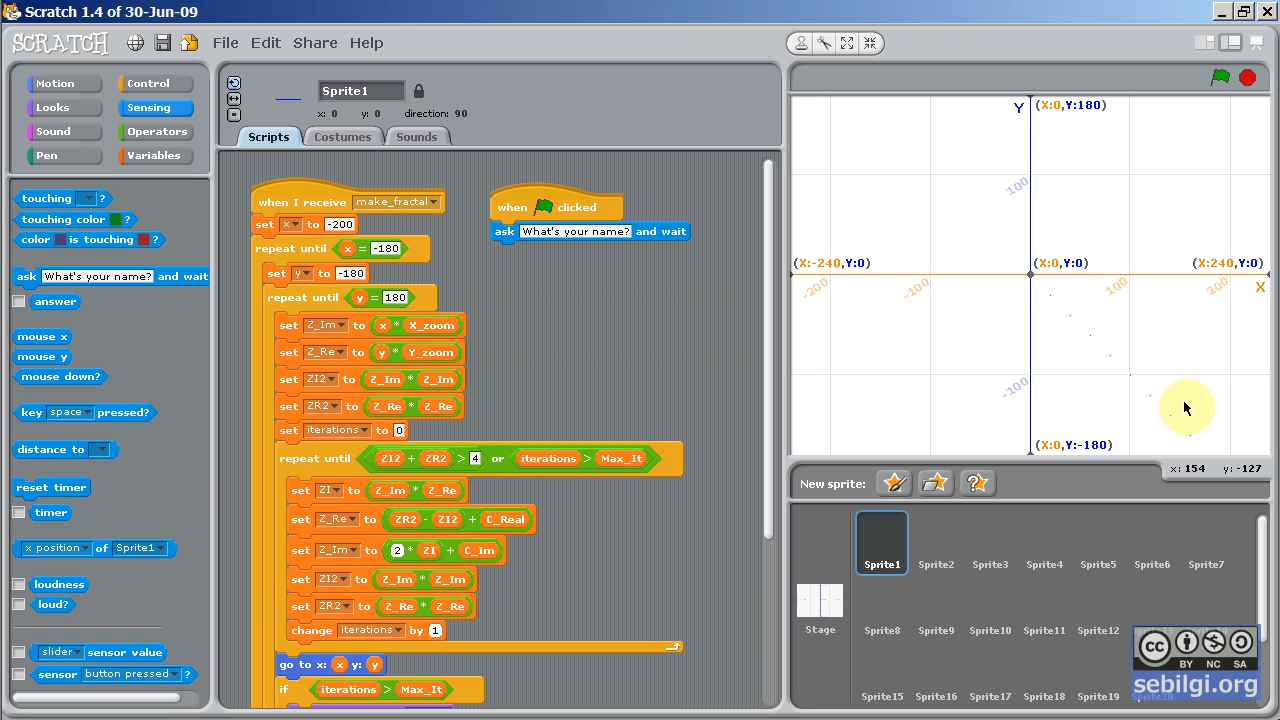 Scratch 1.4 of 30-Jun-09
SCRATCH File Edit Share Help
Motion Control
Looks Sensing
Sound Operators
Pen Variables
touching ?
touching color ?
color is touching ?
ask What's your name? and wait
answer
mouse x
mouse y
mouse down?
key space pressed?
distance to
reset timer
timer
x position of Sprite1
loudness
loud?
slider sensor value
sensor button pressed ?
Sprite1
x: 0 y: 0 direction: 90
Scripts Costumes Sounds
when I receive make_fractal
set x to -200
repeat until x = -180
set y to -180
repeat until y = 180
set Z_Im to x * X_zoom
set Z_Re to y * Y_zoom
set ZI2 to Z_Im * Z_Im
set ZR2 to Z_Re * Z_Re
set iterations to 0
repeat until ZI2 + ZR2 > 4 or iterations > Max_It
set ZI to Z_Im * Z_Re
set Z_Re to ZR2 - ZI2 + C_Real
set Z_Im to 2 * ZI + C_Im
set ZI2 to Z_Im * Z_Im
set ZR2 to Z_Re * Z_Re
change iterations by 1
go to x: x y: y
if iterations > Max_It
when clicked
ask What's your name? and wait
Y (X:0,Y:180)
100
(X:-240,Y:0) (X:0,Y:0) (X:240,Y:0)
-200 -100 100 200 X
-100
(X:0,Y:-180)
x: 154 y: -127
New sprite:
Stage
Sprite1 Sprite2 Sprite3 Sprite4 Sprite5 Sprite6 Sprite7
Sprite8 Sprite9 Sprite10 Sprite11 Sprite12
Sprite15 Sprite16 Sprite17 Sprite18 Sprite19 Sprite20
cc BY NC SA
sebilgi.org